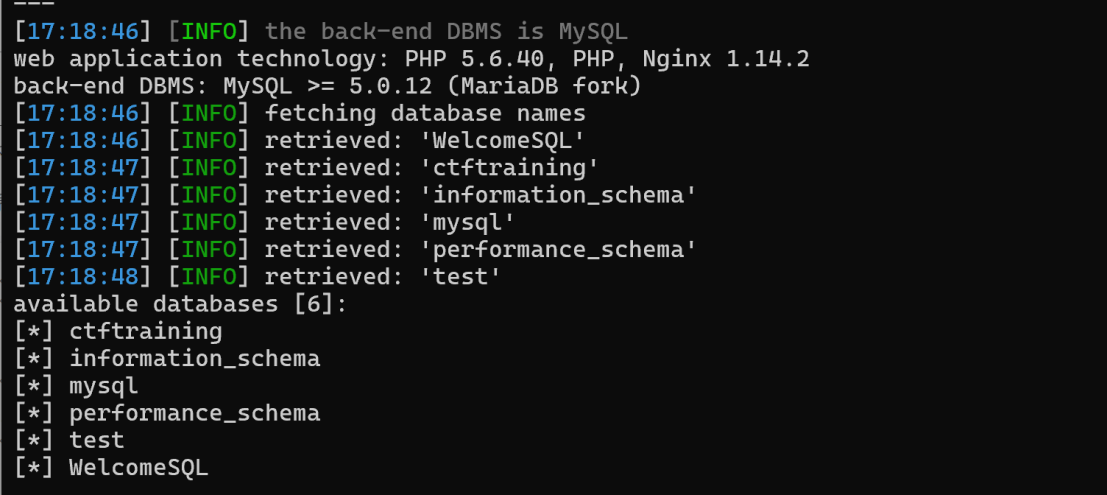 ---
[17:18:46] [INFO] the back-end DBMS is MySQL
web application technology: PHP 5.6.40, PHP, Nginx 1.14.2
back-end DBMS: MySQL >= 5.0.12 (MariaDB fork)
[17:18:46] [INFO] fetching database names
[17:18:46] [INFO] retrieved: 'WelcomeSQL'
[17:18:47] [INFO] retrieved: 'ctftraining'
[17:18:47] [INFO] retrieved: 'information_schema'
[17:18:47] [INFO] retrieved: 'mysql'
[17:18:47] [INFO] retrieved: 'performance_schema'
[17:18:48] [INFO] retrieved: 'test'
available databases [6]:
[*] ctftraining
[*] information_schema
[*] mysql
[*] performance_schema
[*] test
[*] WelcomeSQL